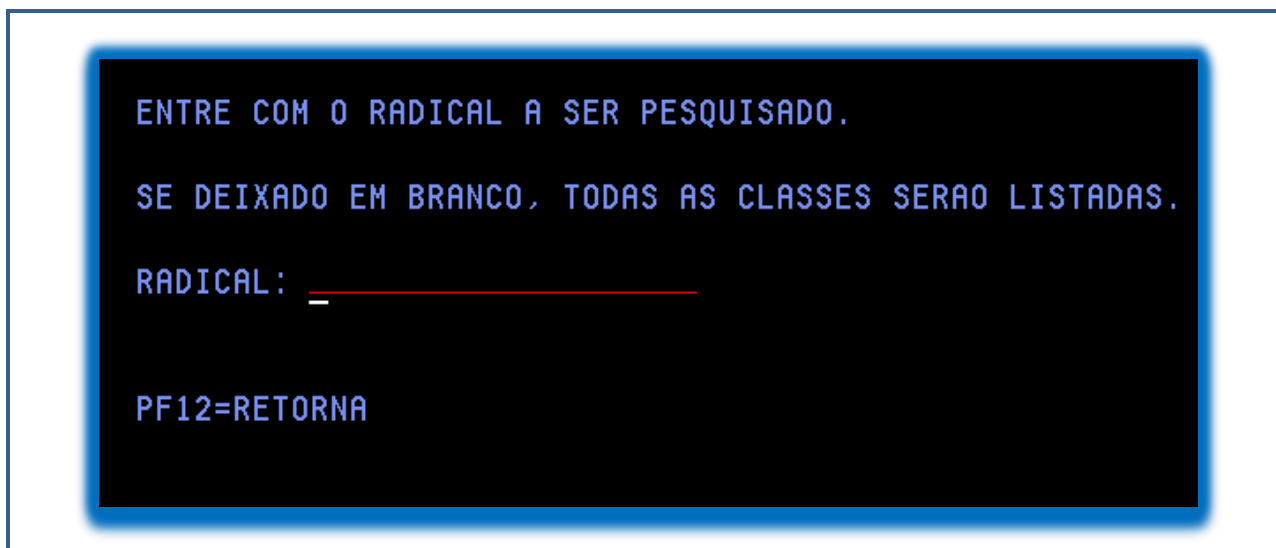 ENTRE COM O RADICAL A SER PESQUISADO.
SE DEIXADO EM BRANCO, TODAS AS CLASSES SERAO LISTADAS.
RADICAL:
PF12=RETORNA